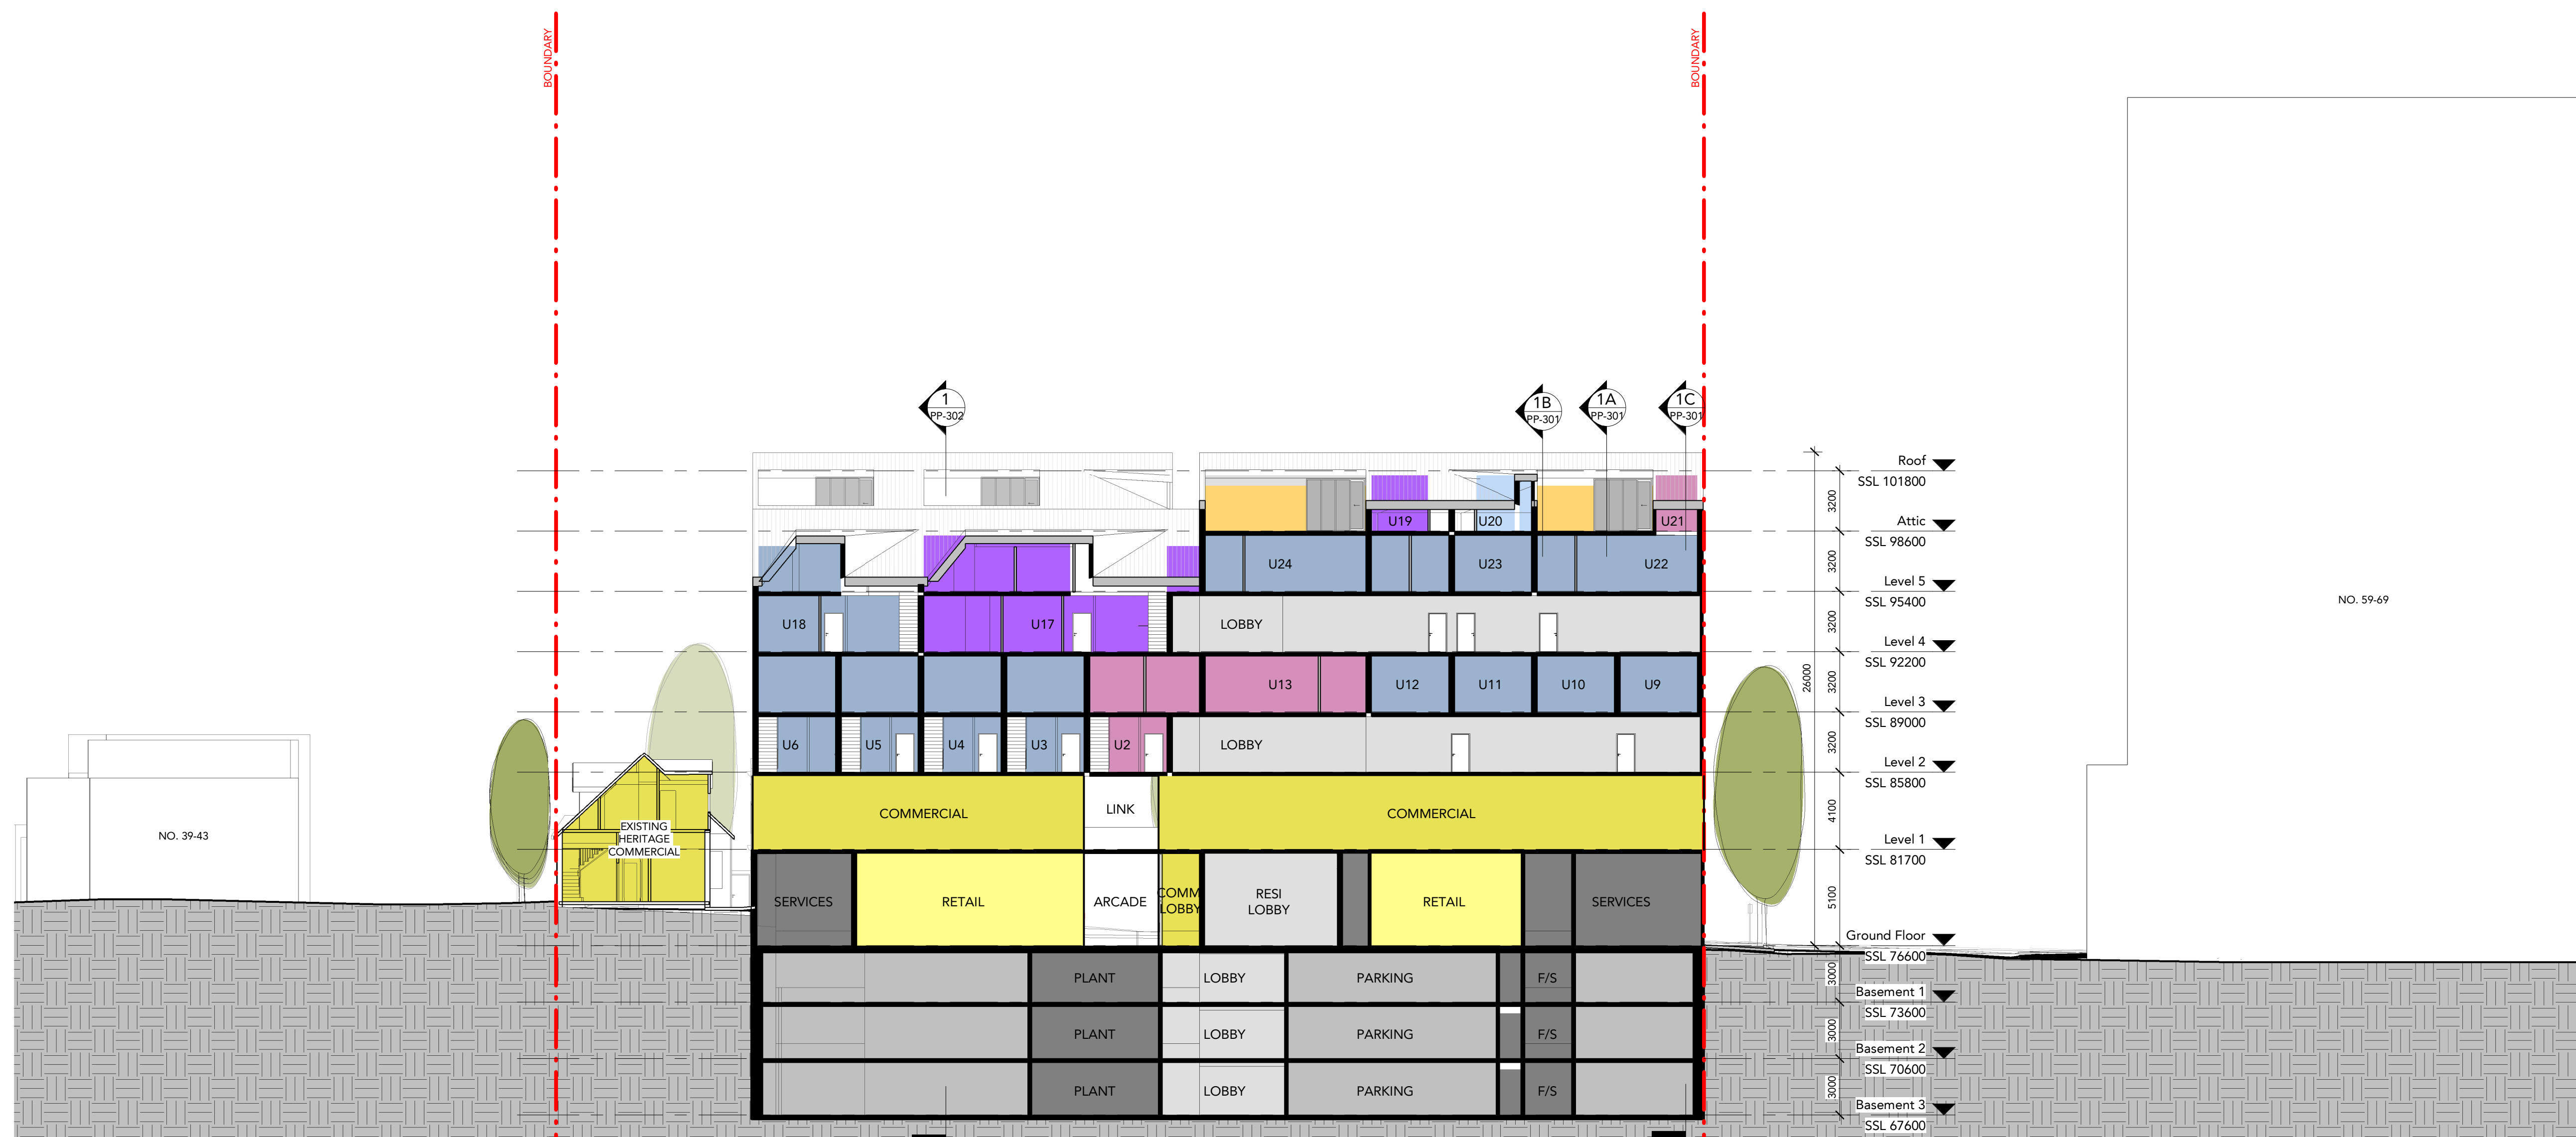 BOUNDARY
BOUNDARY
1
PP-302
1B
PP-301
1A
PP-301
1C
PP-301
Roof
SSL 101800
3200
U19
U20
U21
Attic
SSL 98600
3200
U24
U23
U22
Level 5
SSL 95400
3200
U18
U17
LOBBY
Level 4
SSL 92200
3200
26000
U13
U12
U11
U10
U9
Level 3
SSL 89000
3200
U6
U5
U4
U3
U2
LOBBY
Level 2
SSL 85800
4100
COMMERCIAL
LINK
COMMERCIAL
NO. 39-43
EXISTING
HERITAGE
COMMERCIAL
NO. 59-69
Level 1
SSL 81700
5100
SERVICES
RETAIL
ARCADE
COMM
LOBBY
RESI
LOBBY
RETAIL
SERVICES
Ground Floor
SSL 76600
3000
PLANT
LOBBY
PARKING
F/S
Basement 1
SSL 73600
3000
PLANT
LOBBY
PARKING
F/S
Basement 2
SSL 70600
3000
PLANT
LOBBY
PARKING
F/S
Basement 3
SSL 67600